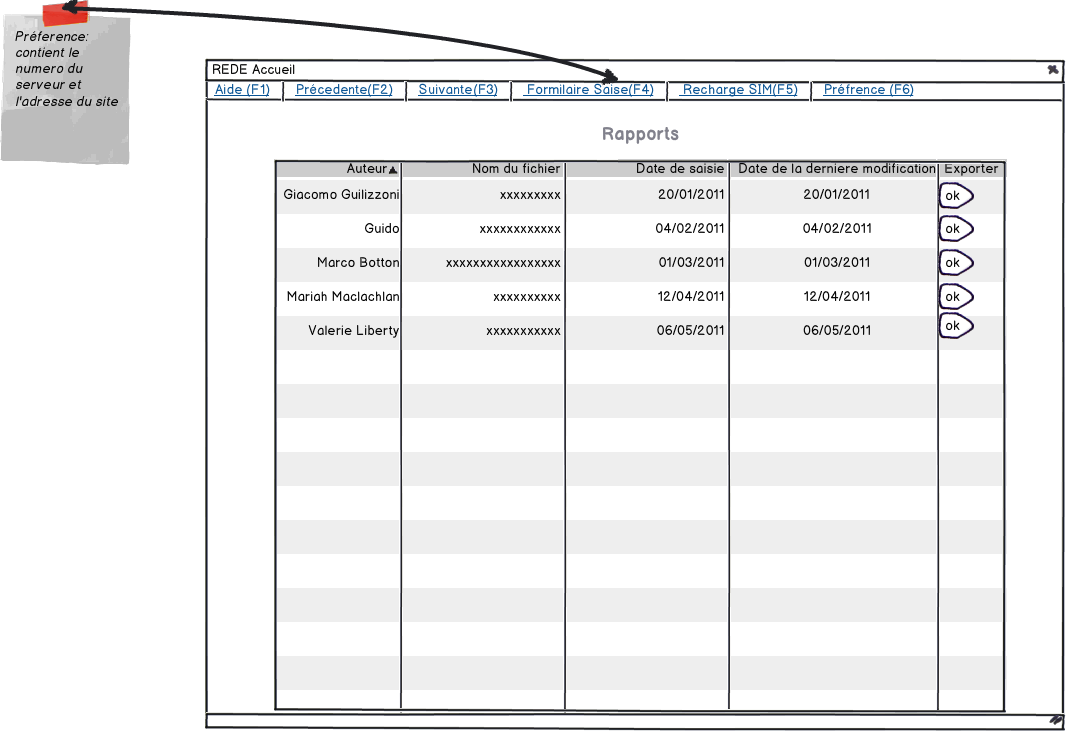 Préference:
contient le
numero du
serveur et
l'adresse du site
REDE Accueil
Aide (F1) Précedente(F2) Suivante(F3) Formilaire Saise(F4) Recharge SIM(F5) Préfrence (F6)
Rapports
Auteur▲ Nom du fichier Date de saisie Date de la derniere modification Exporter
Giacomo Guilizzoni xxxxxxxxx 20/01/2011 20/01/2011 ok
Guido xxxxxxxxxxxx 04/02/2011 04/02/2011 ok
Marco Botton xxxxxxxxxxxxxxxxx 01/03/2011 01/03/2011 ok
Mariah Maclachlan xxxxxxxxxx 12/04/2011 12/04/2011 ok
Valerie Liberty xxxxxxxxxxx 06/05/2011 06/05/2011 ok